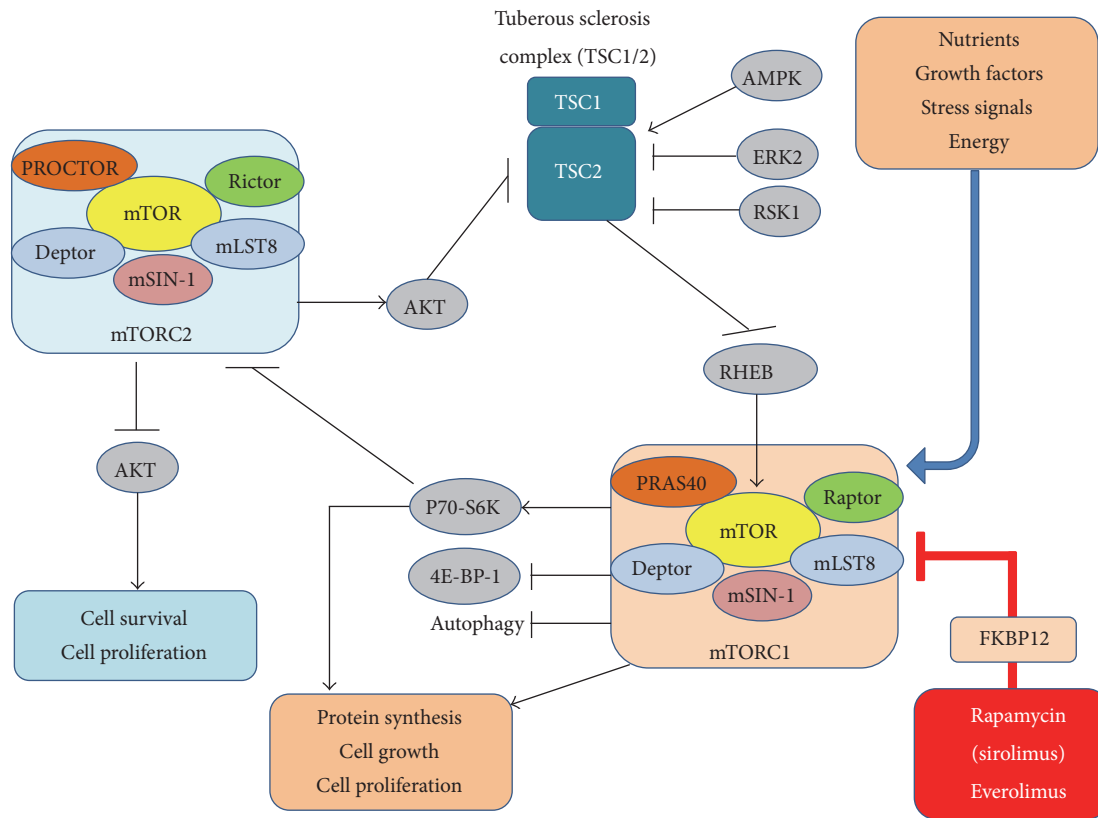 Tuberous sclerosis
complex (TSC1/2)
TSC1
TSC2
AMPK
ERK2
RSK1
Nutrients
Growth factors
Stress signals
Energy
PROCTOR
Rictor
mTOR
Deptor
mLST8
mSIN-1
mTORC2
AKT
RHEB
AKT
P70-S6K
4E-BP-1
Autophagy
PRAS40
Raptor
mTOR
Deptor
mLST8
mSIN-1
mTORC1
Cell survival
Cell proliferation
Protein synthesis
Cell growth
Cell proliferation
FKBP12
Rapamycin
(sirolimus)
Everolimus